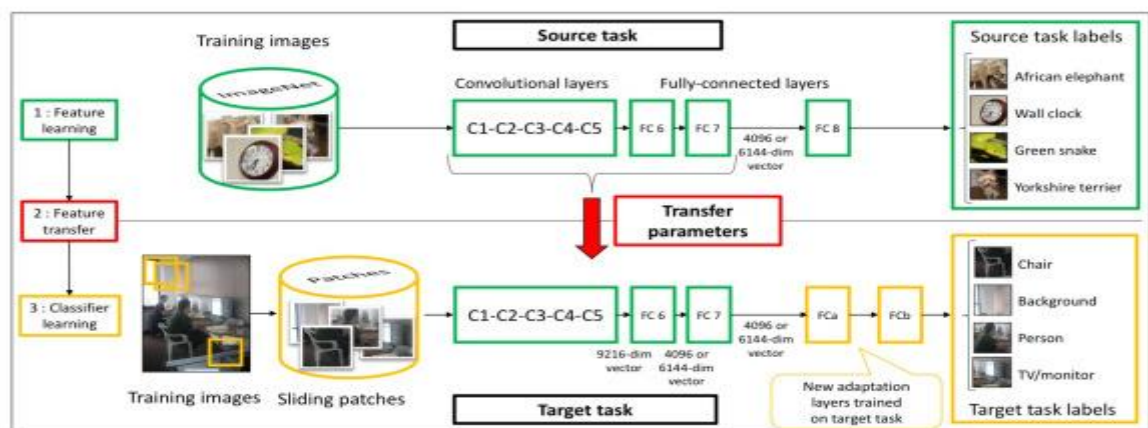 Training images
Source task
Source task labels
1 : Feature
learning
ImageNet
Convolutional layers
Fully-connected layers
C1-C2-C3-C4-C5
FC 6
FC 7
4096 or
6144-dim
vector
FC 8
African elephant
Wall clock
Green snake
Yorkshire terrier
2 : Feature
transfer
Transfer
parameters
3 : Classifier
learning
Training images
Patches
Sliding patches
C1-C2-C3-C4-C5
FC 6
FC 7
9216-dim
vector
4096 or
6144-dim
vector
4096 or
6144-dim
vector
FCa
FCb
New adaptation
layers trained
on target task
Target task
Chair
Background
Person
TV/monitor
Target task labels